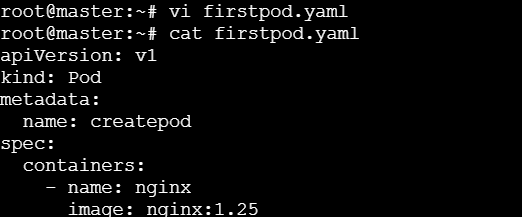 root@master:~# vi firstpod.yaml
root@master:~# cat firstpod.yaml
apiVersion: v1
kind: Pod
metadata:
  name: createpod
spec:
  containers:
    - name: nginx
      image: nginx:1.25